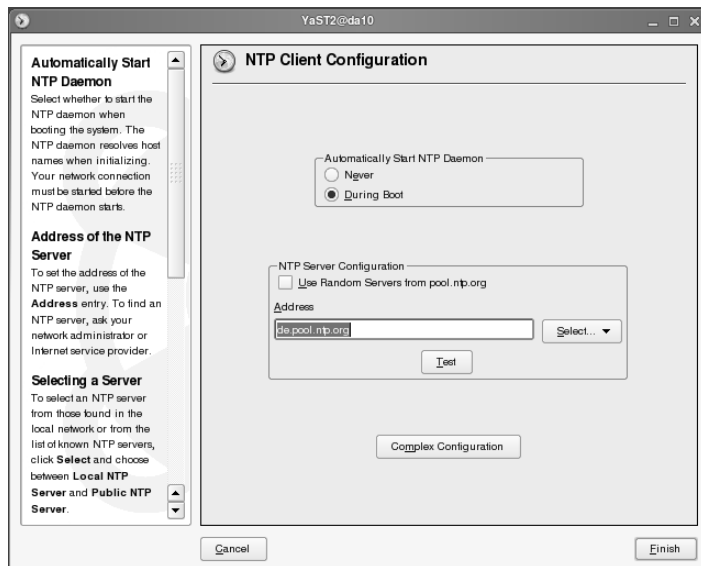 YaST2@da10
Automatically Start
NTP Daemon
Select whether to start the
NTP daemon when
booting the system. The
NTP daemon resolves host
names when initializing.
Your network connection
must be started before the
NTP daemon starts.
Address of the NTP
Server
To set the address of the
NTP server, use the
Address entry. To find an
NTP server, ask your
network administrator or
Internet service provider.
Selecting a Server
To select an NTP server
from those found in the
local network or from the
list of known NTP servers,
click Select and choose
between Local NTP
Server and Public NTP
Server.
NTP Client Configuration
Automatically Start NTP Daemon
Never
During Boot
NTP Server Configuration
Use Random Servers from pool.ntp.org
Address
de.pool.ntp.org
Select...
Test
Complex Configuration
Cancel
Finish